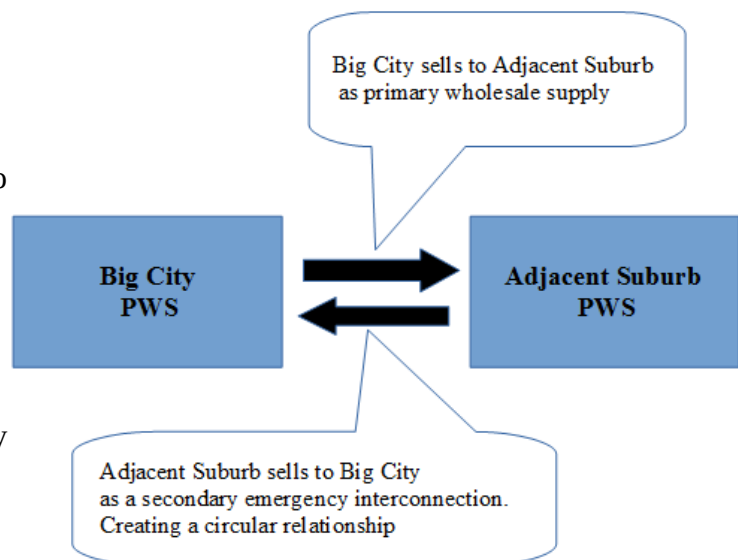 Big City sells to Adjacent Suburb
as primary wholesale supply
Big City
PWS
Adjacent Suburb
PWS
Adjacent Suburb sells to Big City
as a secondary emergency interconnection.
Creating a circular relationship